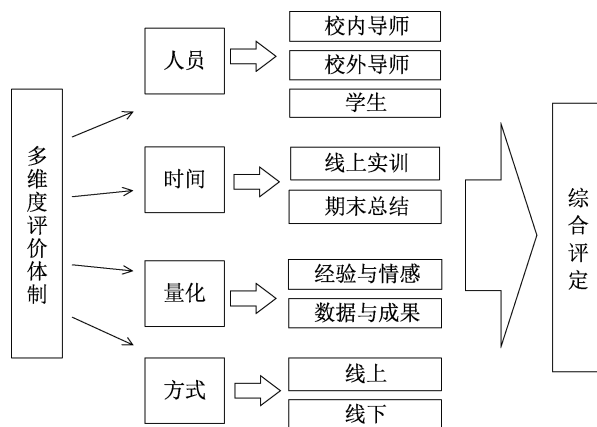 多维度评价体制
人员
校内导师
校外导师
学生
时间
线上实训
期末总结
量化
经验与情感
数据与成果
方式
线上
线下
综合评定